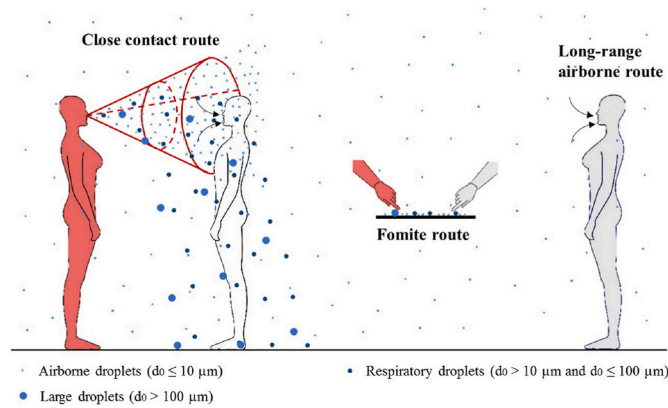 Close contact route
Long-range
airborne route
Fomite route
Airborne droplets (d0 ≤ 10 µm)
Respiratory droplets (d0 > 10 µm and d0 ≤ 100 µm)
Large droplets (d0 > 100 µm)